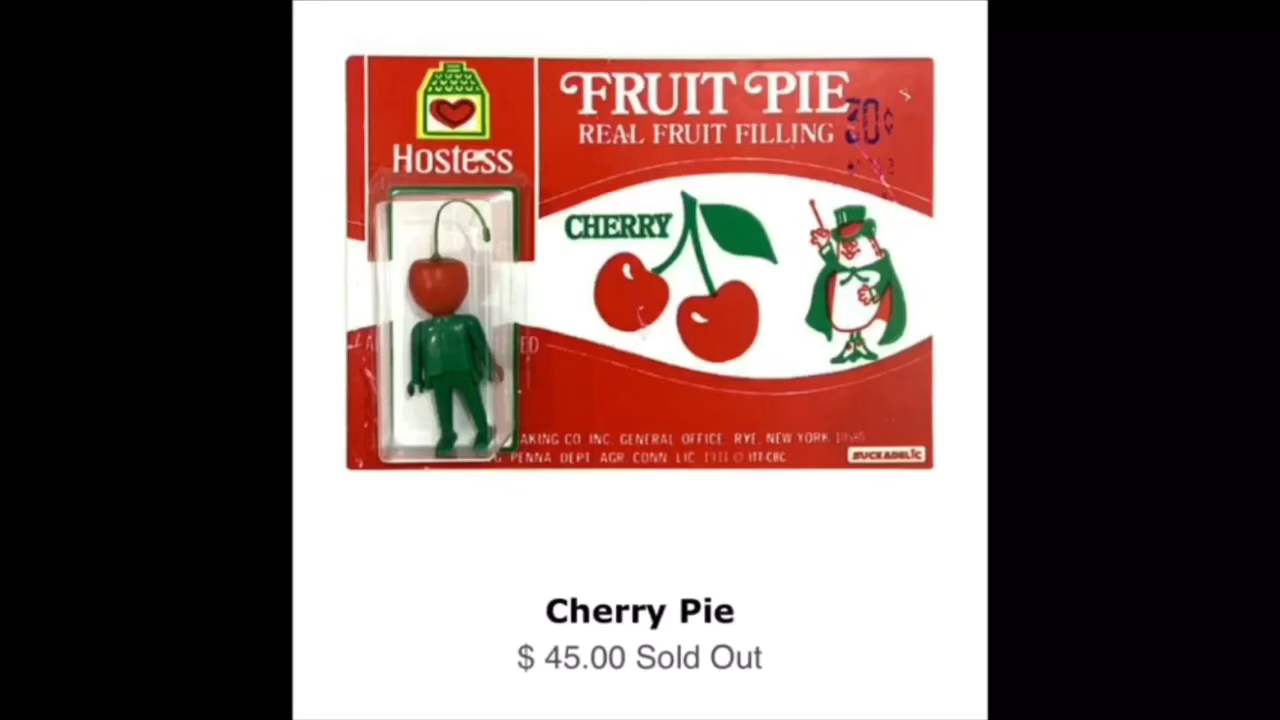 FRUIT PIE
30¢
REAL FRUIT FILLING
Hostess
CHERRY
ED
AKING CO. INC. GENERAL OFFICE, RYE, NEW YORK
PENNA. DEPT. AGR. CONN. LIC.
SUCKADELIC
Cherry Pie
$ 45.00 Sold Out